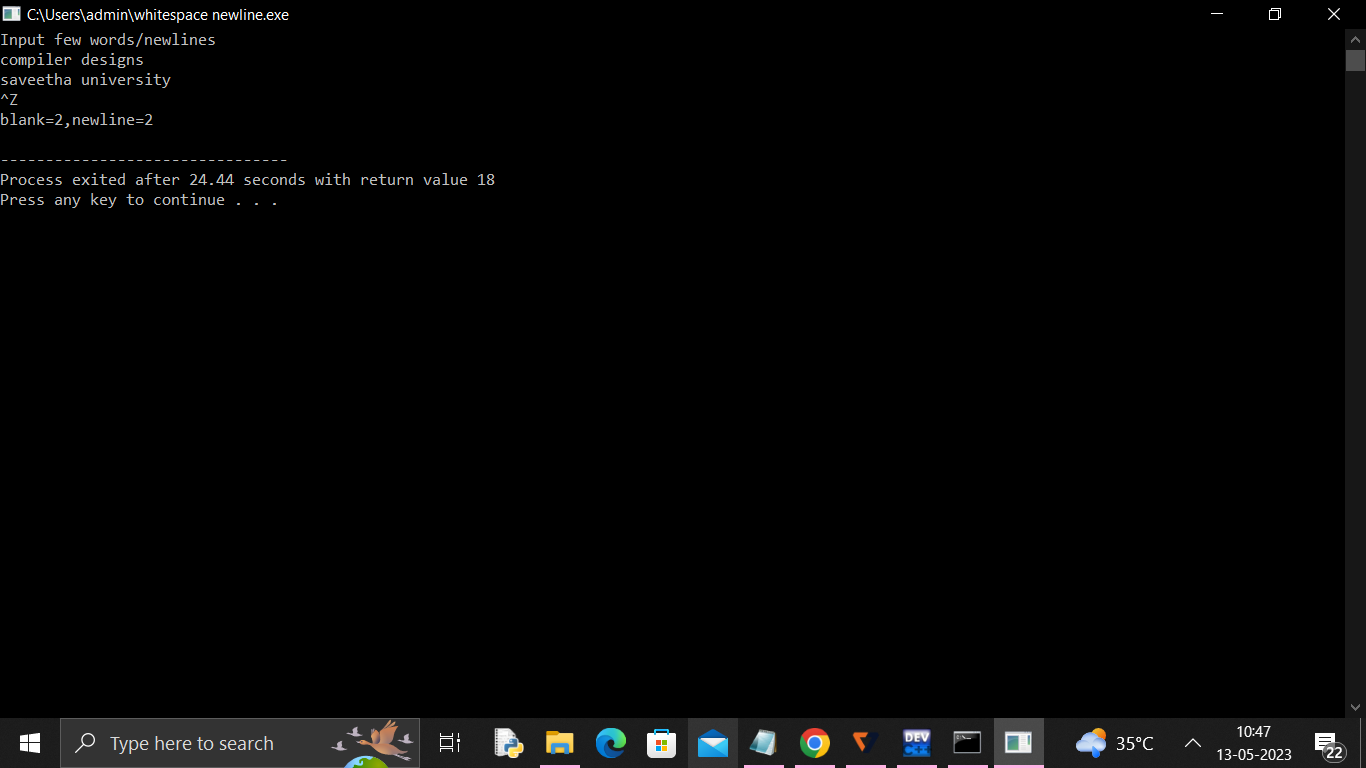 C:\Users\admin\whitespace newline.exe
Input few words/newlines
compiler designs
saveetha university
^Z
blank=2,newline=2
--------------------------------
Process exited after 24.44 seconds with return value 18
Press any key to continue . . .
Type here to search
DEV
C++
35°C
10:47
13-05-2023
22